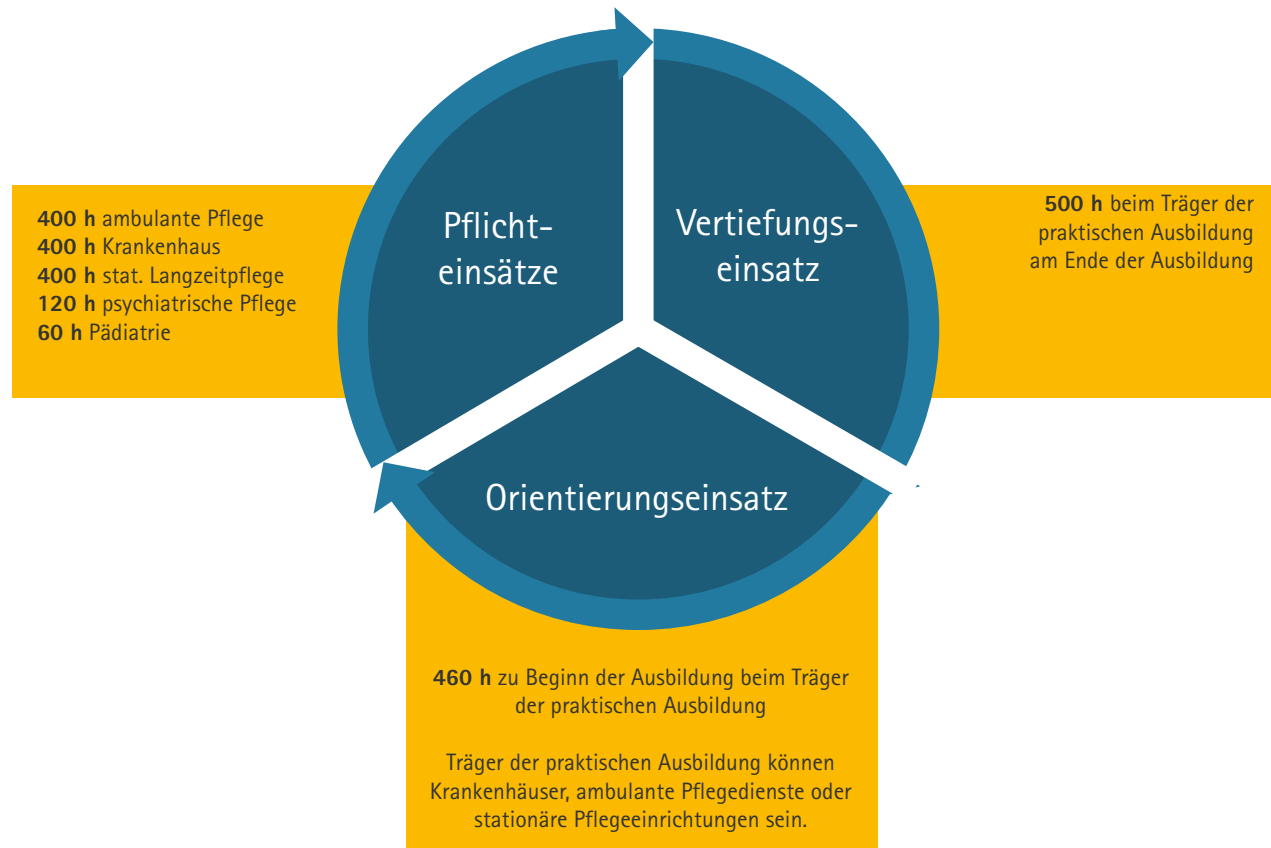 Pflicht-
einsätze
Vertiefungs-
einsatz
400 h ambulante Pflege
400 h Krankenhaus
400 h stat. Langzeitpflege
120 h psychiatrische Pflege
60 h Pädiatrie
500 h beim Träger der
praktischen Ausbildung
am Ende der Ausbildung
Orientierungseinsatz
460 h zu Beginn der Ausbildung beim Träger
der praktischen Ausbildung
Träger der praktischen Ausbildung können
Krankenhäuser, ambulante Pflegedienste oder
stationäre Pflegeeinrichtungen sein.